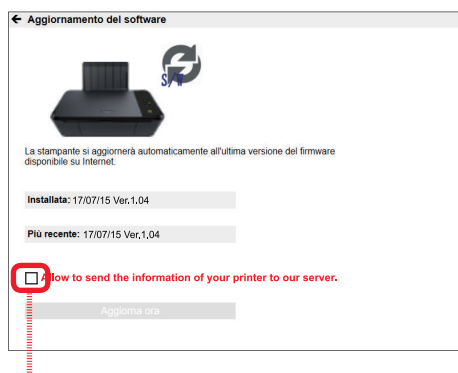 Aggiornamento del software
S/W
La stampante si aggiornerà automaticamente all'ultima versione del firmware
disponibile su Internet.
Installata: 17/07/15 Ver.1.04
Più recente: 17/07/15 Ver.1.04
Allow to send the information of your printer to our server.
Aggiorna ora